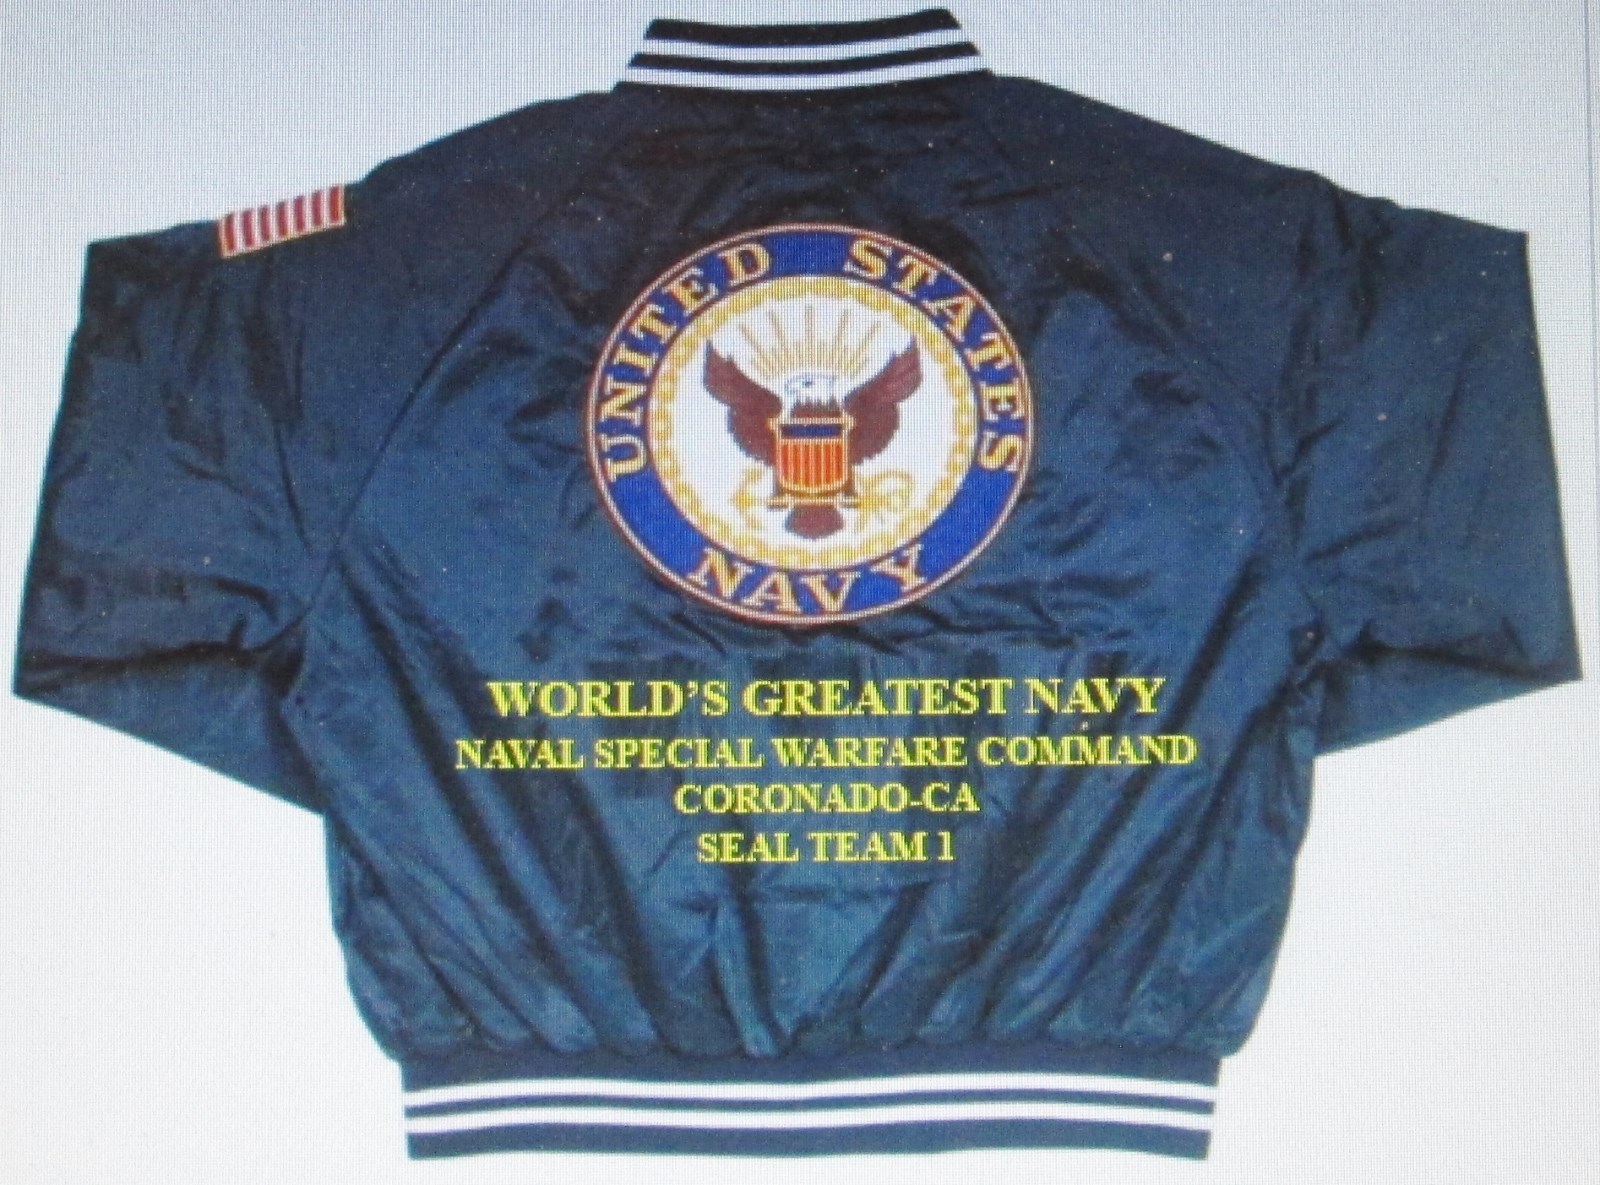 UNITED STATES
NAVY
WORLD'S GREATEST NAVY
NAVAL SPECIAL WARFARE COMMAND
CORONADO-CA
SEAL TEAM 1